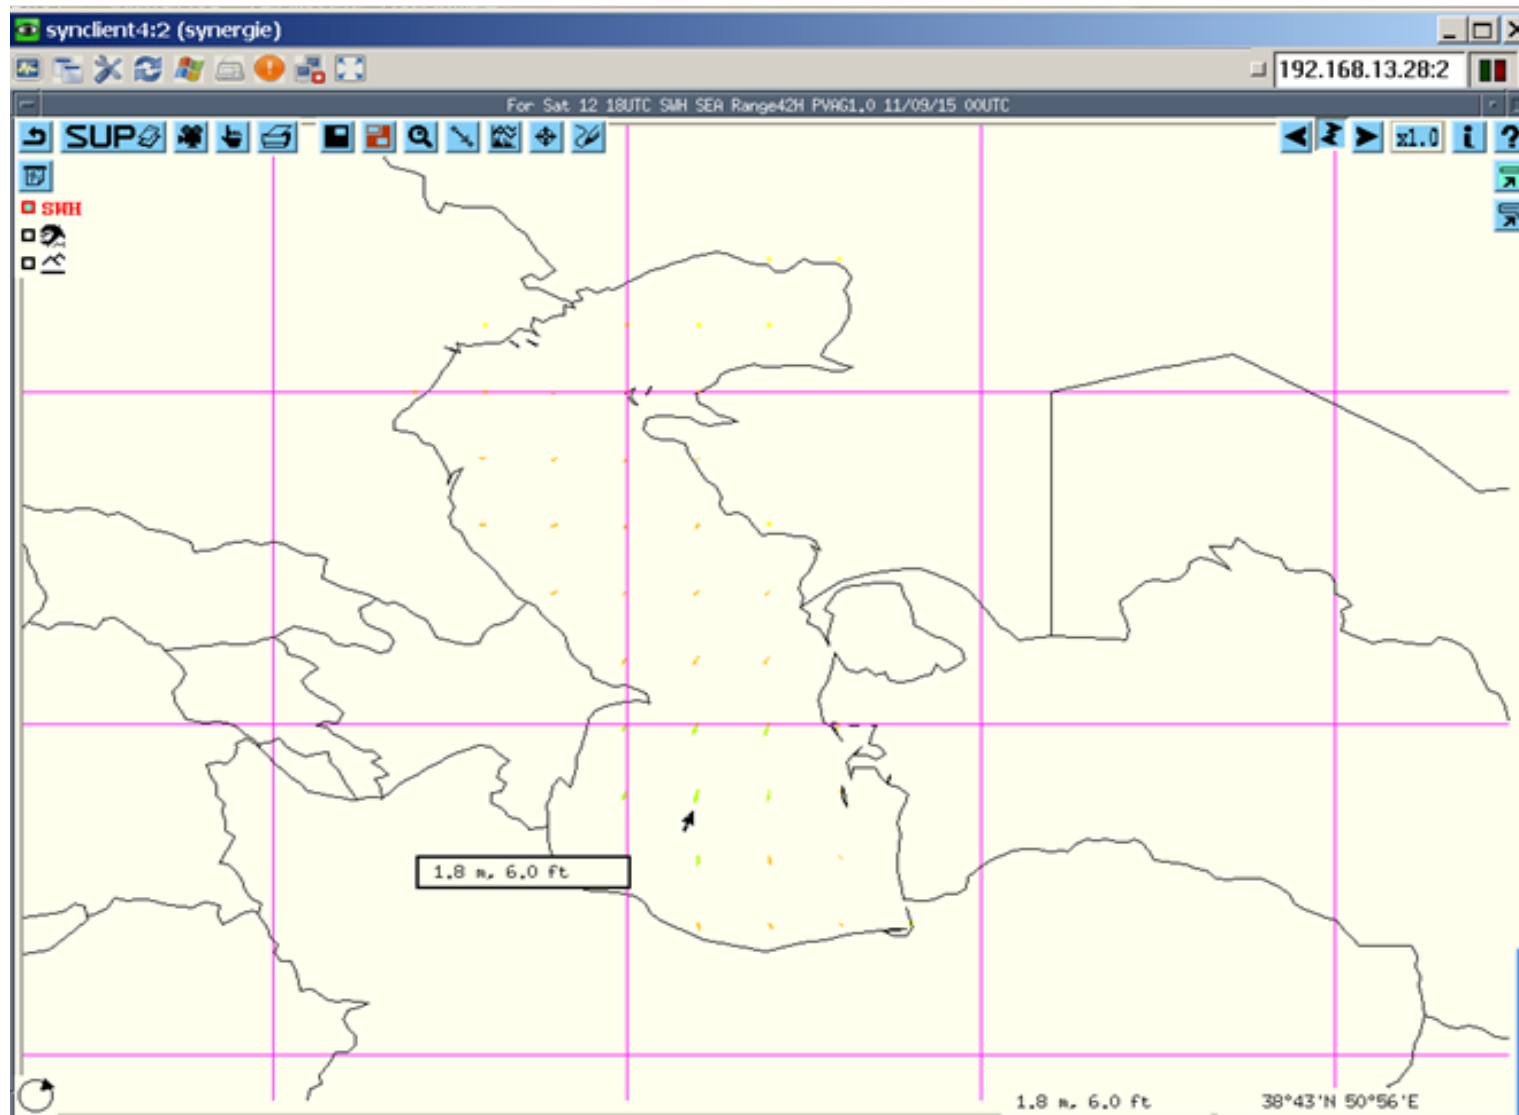 synclient4:2 (synergie)
192.168.13.28:2
For Sat 12 18UTC SWH SEA Range42H PVAG1.0 11/09/15 00UTC
SUP
x1.0
i
?
SWH
1.8 m, 6.0 ft
1.8 m, 6.0 ft
38°43'N 50°56'E